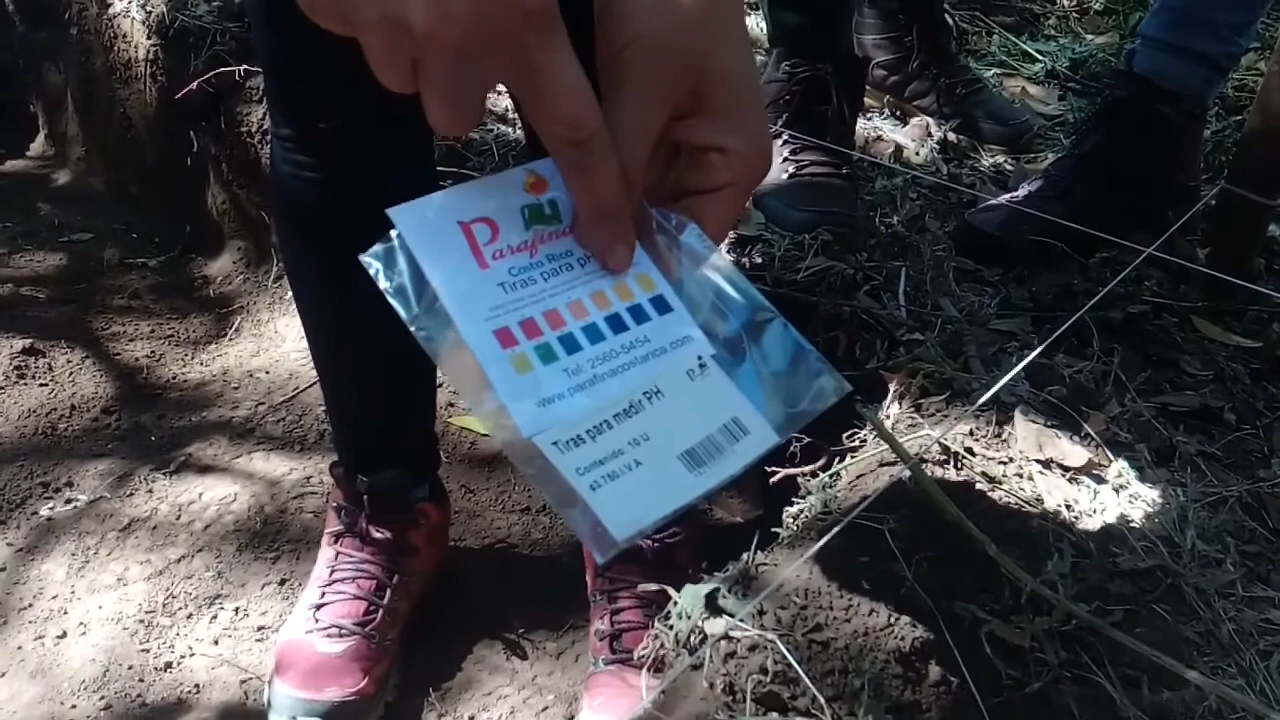 Parafina
Costa Rica
Tiras para pH
Tel: 2560-5454
www.parafinacostarica.com
Tiras para medir PH
Contenido: 10 U